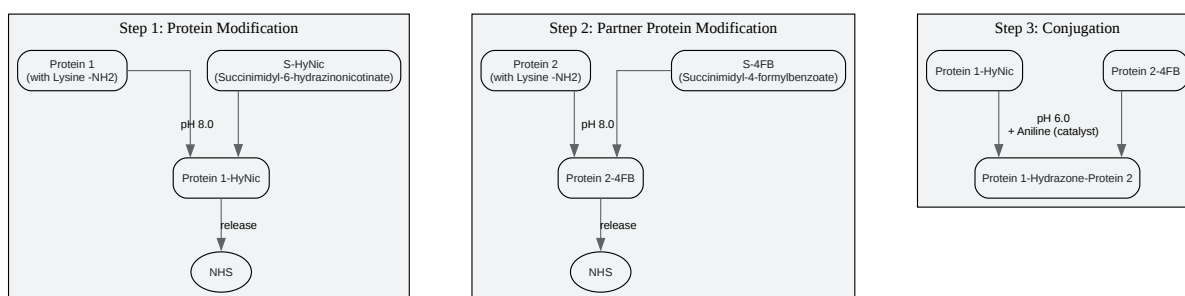 Step 1: Protein Modification
Protein 1
(with Lysine -NH2)
S-HyNic
(Succinimidyl-6-hydrazinonicotinate)
pH 8.0
Protein 1-HyNic
release
NHS
Step 2: Partner Protein Modification
Protein 2
(with Lysine -NH2)
S-4FB
(Succinimidyl-4-formylbenzoate)
pH 8.0
Protein 2-4FB
release
NHS
Step 3: Conjugation
Protein 1-HyNic
Protein 2-4FB
pH 6.0
+ Aniline (catalyst)
Protein 1-Hydrazone-Protein 2